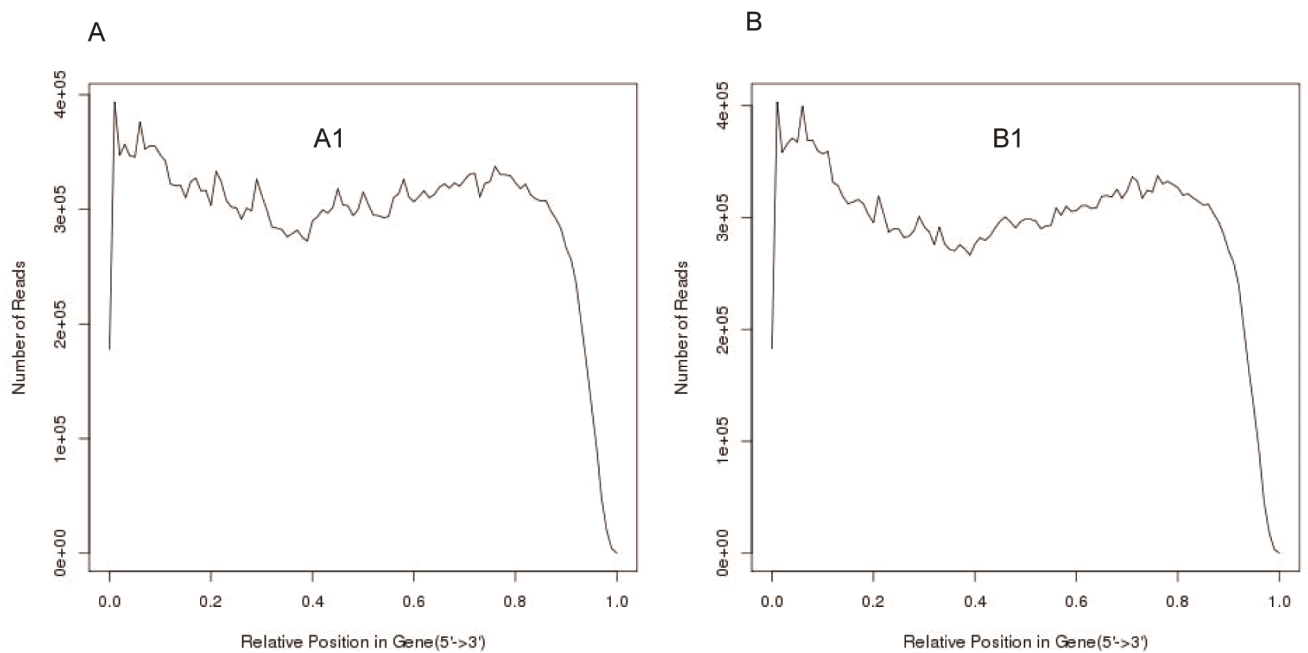 A
A1
4e+05
3e+05
2e+05
1e+05
0e+00
Number of Reads
0.0 0.2 0.4 0.6 0.8 1.0
Relative Position in Gene(5'->3')
B
B1
4e+05
3e+05
2e+05
1e+05
0e+00
Number of Reads
0.0 0.2 0.4 0.6 0.8 1.0
Relative Position in Gene(5'->3')